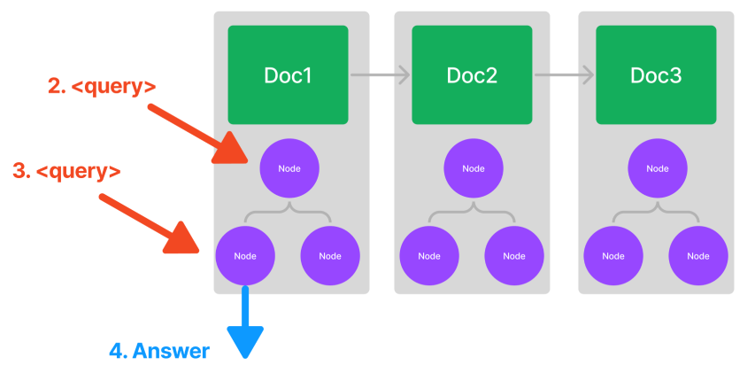 Doc1
Doc2
Doc3
2. <query>
Node
Node
Node
3. <query>
Node
Node
Node
Node
Node
Node
4. Answer